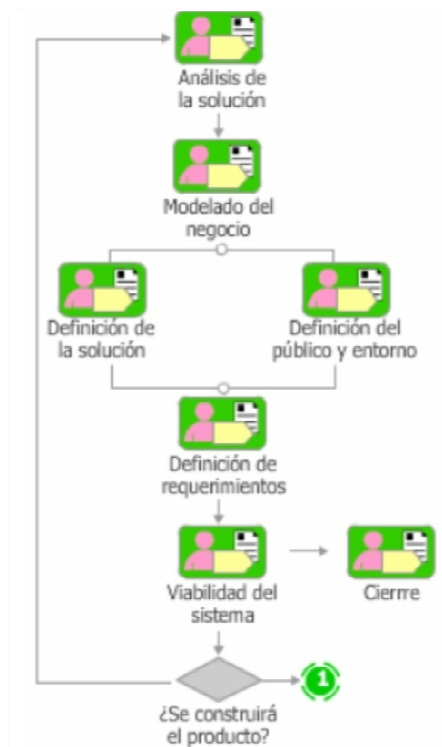 Análisis de
la solución
Modelado del
negocio
Definición de
la solución
Definición del
público y entorno
Definición de
requerimientos
Viabilidad del
sistema
Cierrre
1
¿Se construirá
el producto?